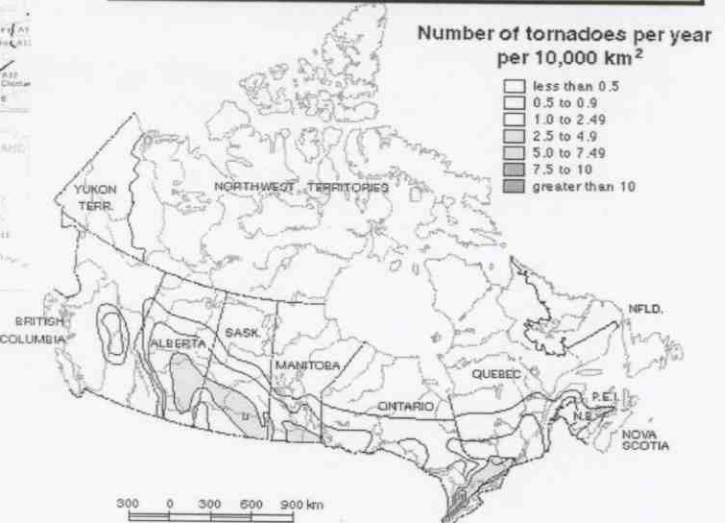 Number of tornadoes per year
per 10,000 km²
less than 0.5
0.5 to 0.9
1.0 to 2.49
2.5 to 4.9
5.0 to 7.49
7.5 to 10
greater than 10
YUKON
TERR.
NORTHWEST TERRITORIES
BRITISH
COLUMBIA
ALBERTA
SASK.
MANITOBA
ONTARIO
QUEBEC
NFLD.
P.E.I.
N.B.
NOVA
SCOTIA
300 0 300 600 900 km